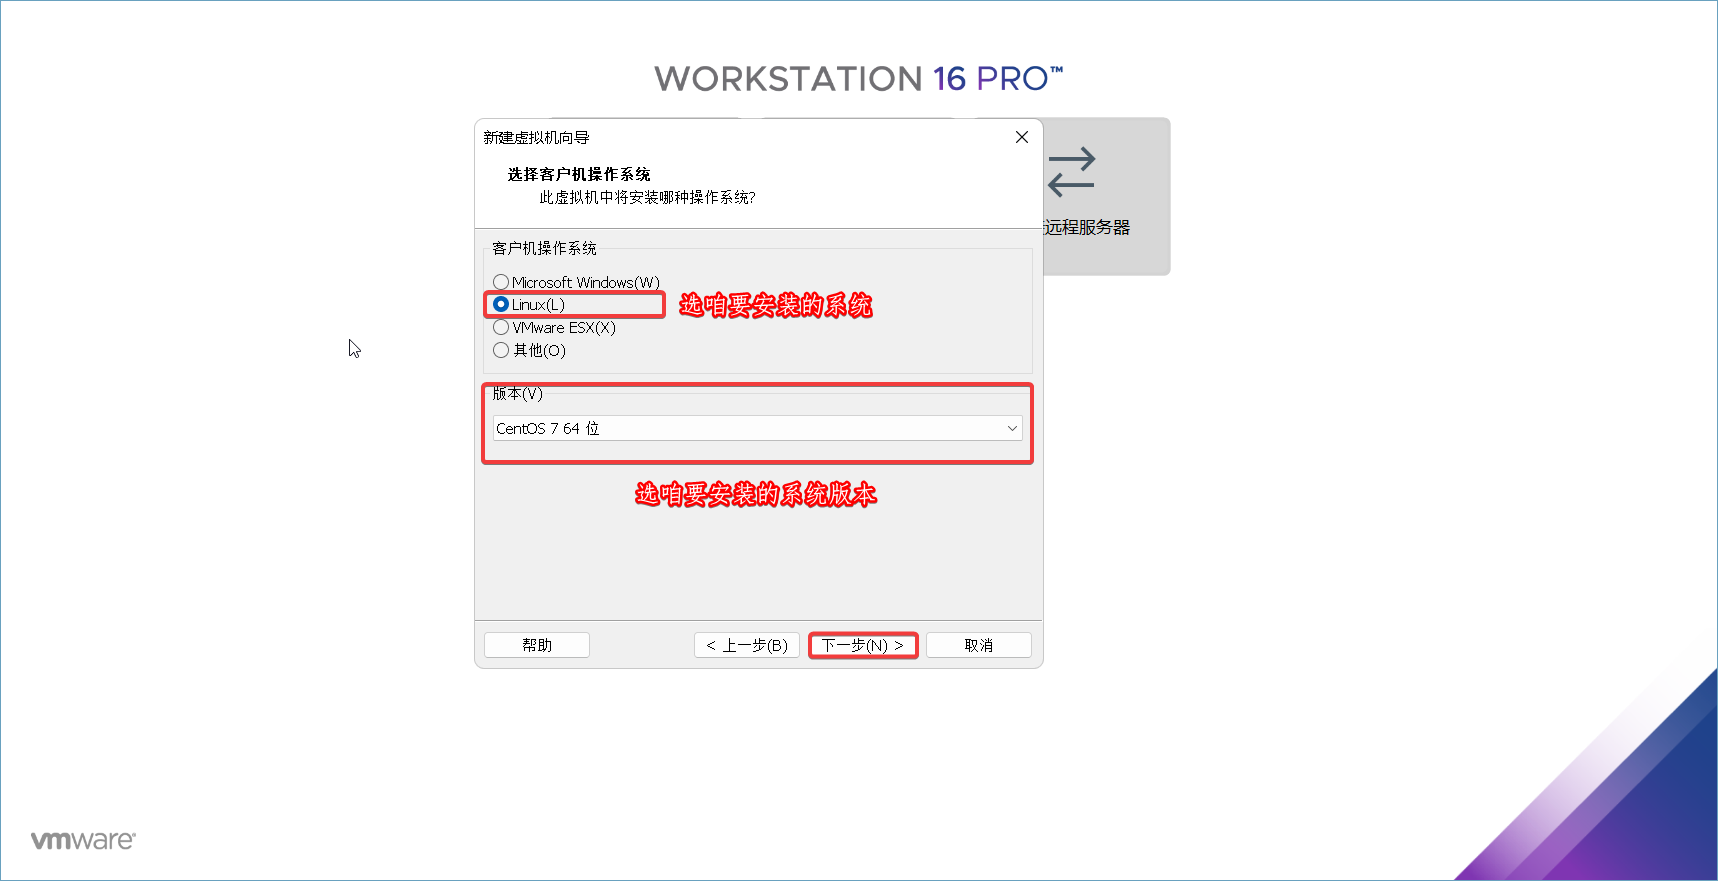 WORKSTATION 16 PRO™
新建虚拟机向导
选择客户机操作系统
此虚拟机中将安装哪种操作系统?
远程服务器
客户机操作系统
Microsoft Windows(W)
Linux(L)
选咱要安装的系统
VMware ESX(X)
其他(O)
版本(V)
CentOS 7 64 位
选咱要安装的系统版本
帮助
< 上一步(B)
下一步(N) >
取消
vmware®